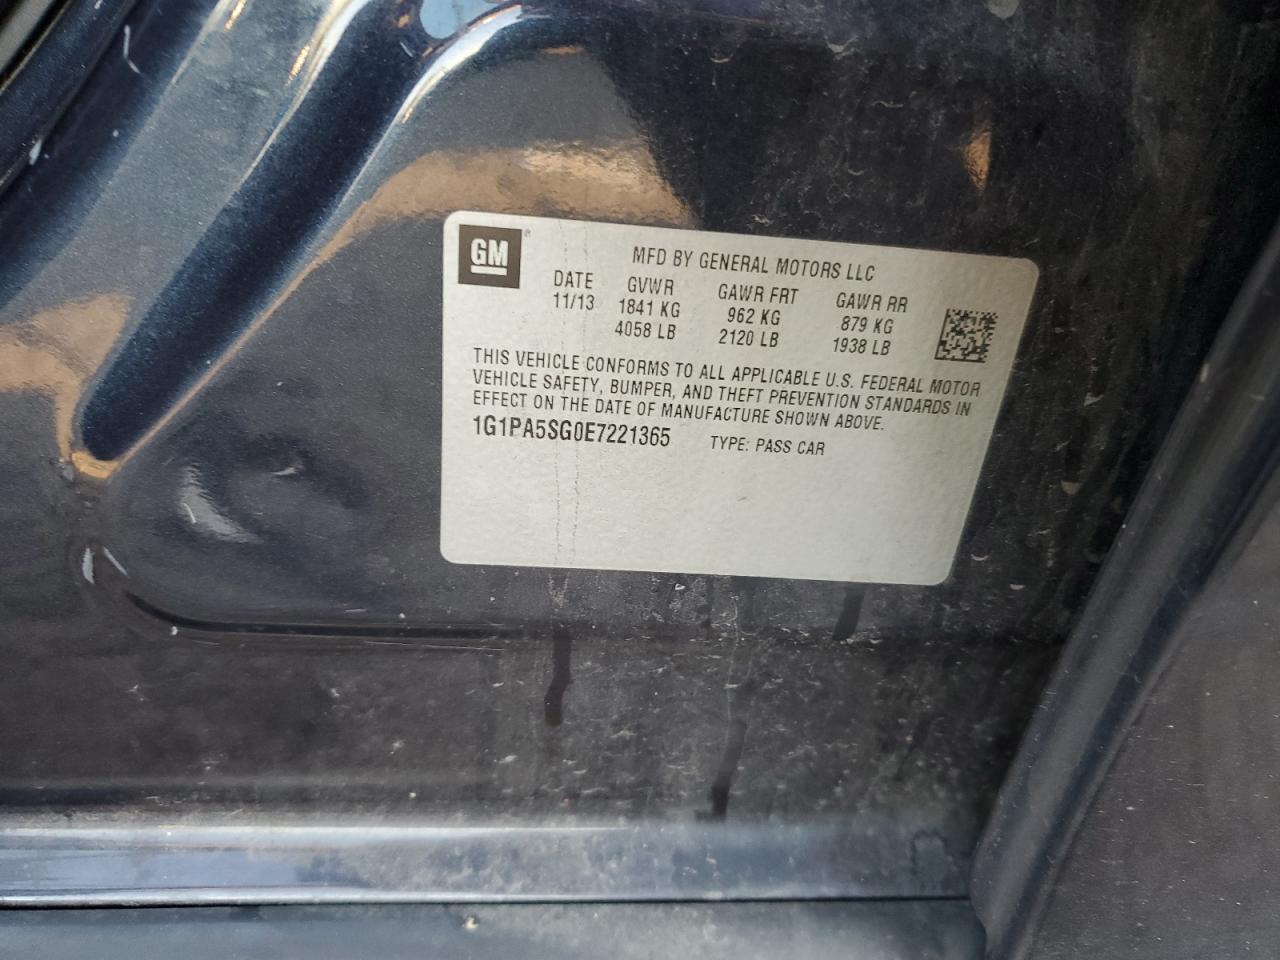 GM
MFD BY GENERAL MOTORS LLC
DATE GVWR GAWR FRT GAWR RR
11/13 1841 KG 962 KG 879 KG
4058 LB 2120 LB 1938 LB
THIS VEHICLE CONFORMS TO ALL APPLICABLE U.S. FEDERAL MOTOR
VEHICLE SAFETY, BUMPER, AND THEFT PREVENTION STANDARDS IN
EFFECT ON THE DATE OF MANUFACTURE SHOWN ABOVE.
1G1PA5SG0E7221365 TYPE: PASS CAR